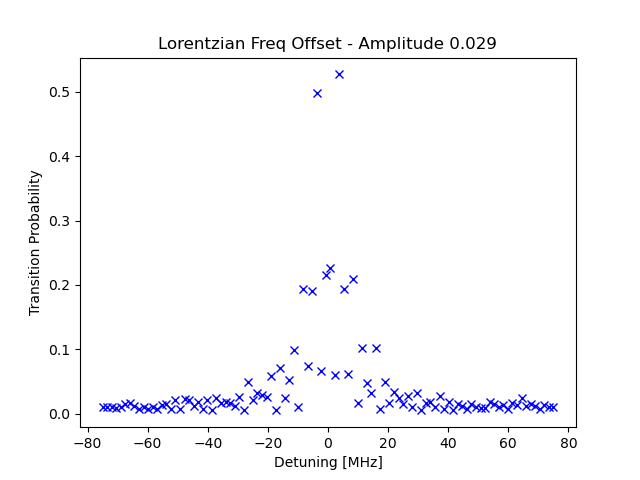 Lorentzian Freq Offset - Amplitude 0.029
Transition Probability
0.5
0.4
0.3
0.2
0.1
0.0
−80 −60 −40 −20 0 20 40 60 80
Detuning [MHz]